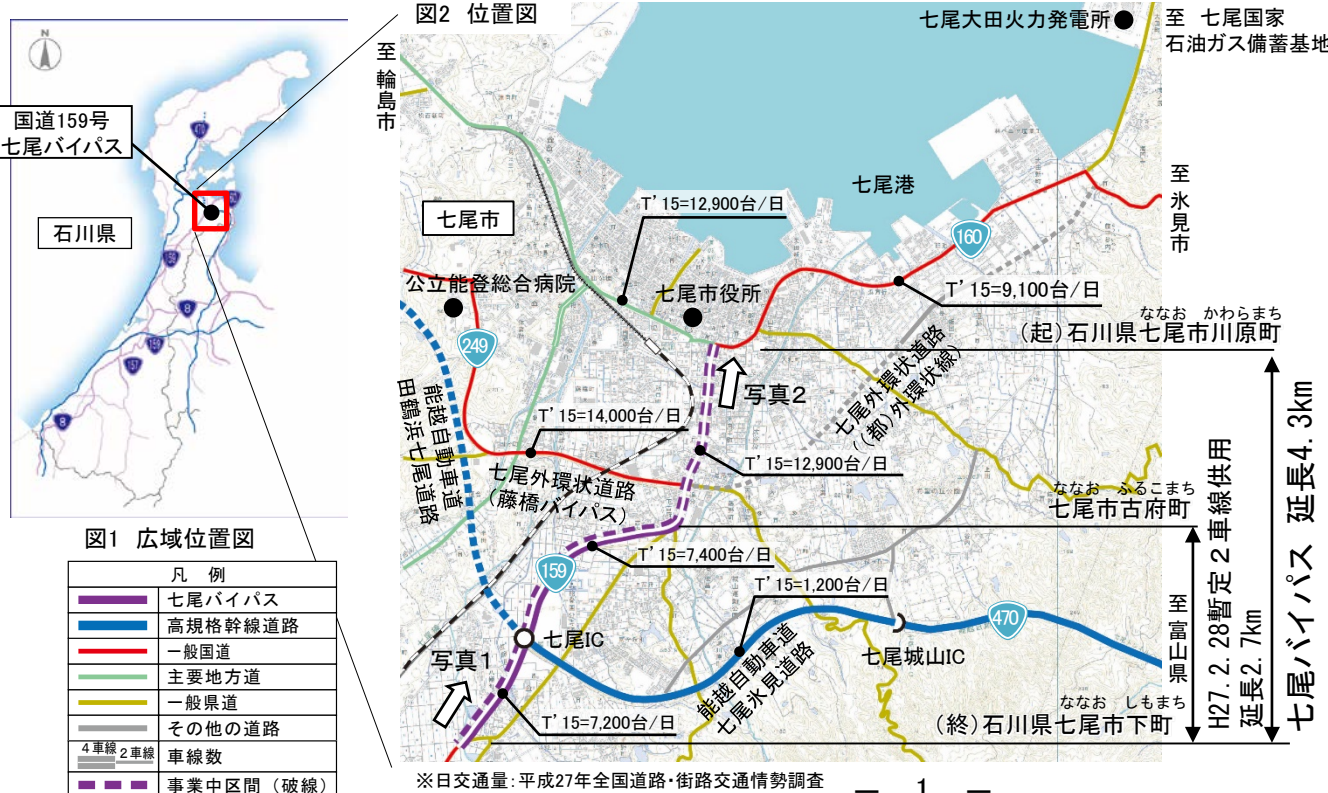 図2 位置図
七尾大田火力発電所
至 七尾国家
石油ガス備蓄基地
至輪島市
N
国道159号
七尾バイパス
石川県
470
160
159
8
159
157
8
図1 広域位置図
凡 例
七尾バイパス
高規格幹線道路
一般国道
主要地方道
一般県道
その他の道路
4車線 2車線 車線数
事業中区間（破線）
七尾市
T'15=12,900台/日
七尾港
至氷見市
160
公立能登総合病院
七尾市役所
T'15=9,100台/日
ななお かわらまち
(起)石川県七尾市川原町
249
写真2
七尾外環状道路
((都)外環状線)
能越自動車道
田鶴浜七尾道路
T'15=14,000台/日
T'15=12,900台/日
七尾外環状道路
(藤橋バイパス)
ななお ふるこまち
七尾市古府町
159
T'15=7,400台/日
T'15=1,200台/日
七尾IC
470
七尾城山IC
写真1
能越自動車道
七尾氷見道路
至富山県
T'15=7,200台/日
ななお しもまち
(終)石川県七尾市下町
H27.2.28暫定2車線供用
延長2.7km
七尾バイパス 延長4.3km
※日交通量:平成27年全国道路・街路交通情勢調査
— 1 —